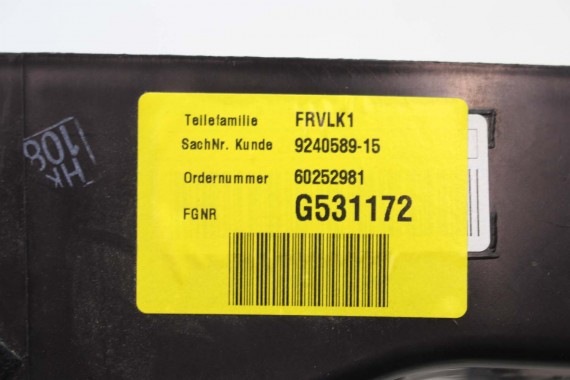 Teilefamilie FRVLK1
SachNr. Kunde 9240589-15
Ordernummer 60252981
FGNR G531172
HK
108